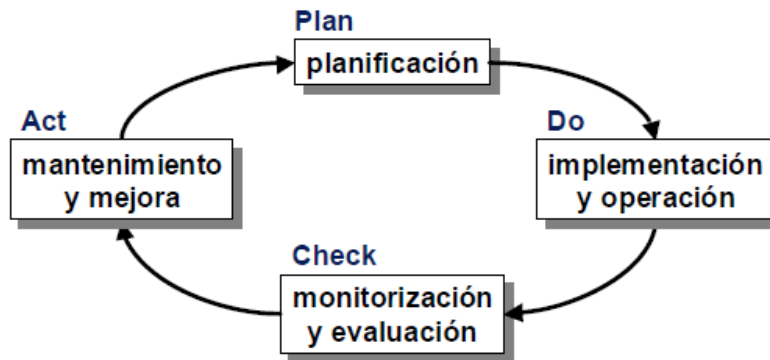 Plan
planificación
Act
mantenimiento
y mejora
Do
implementación
y operación
Check
monitorización
y evaluación